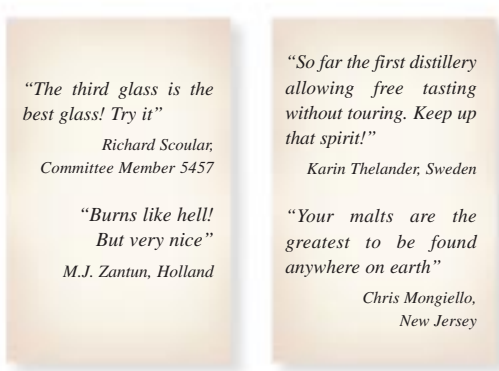 “The third glass is the
best glass! Try it”
Richard Scoular,
Committee Member 5457
“Burns like hell!
But very nice”
M.J. Zantun, Holland
“So far the first distillery
allowing free tasting
without touring. Keep up
that spirit!”
Karin Thelander, Sweden
“Your malts are the
greatest to be found
anywhere on earth”
Chris Mongiello,
New Jersey